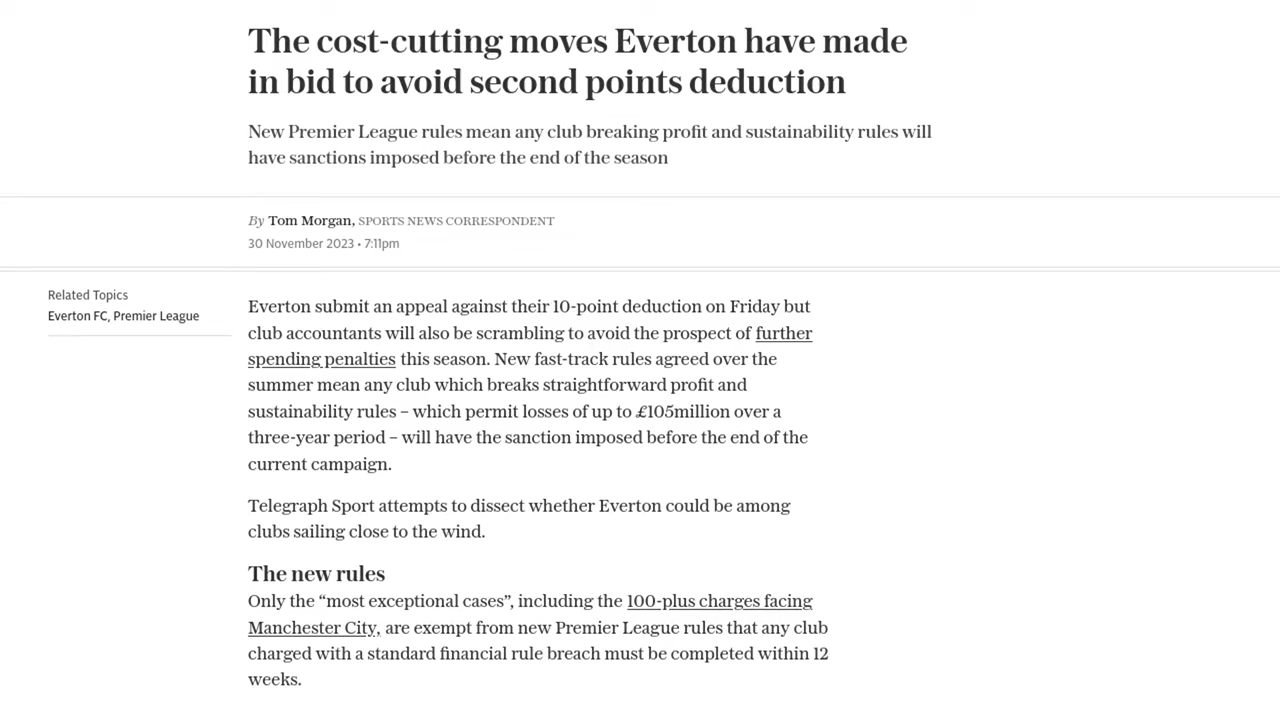 The cost-cutting moves Everton have made
in bid to avoid second points deduction
New Premier League rules mean any club breaking profit and sustainability rules will
have sanctions imposed before the end of the season
By Tom Morgan, SPORTS NEWS CORRESPONDENT
30 November 2023 • 7:11pm
Related Topics
Everton FC, Premier League
Everton submit an appeal against their 10-point deduction on Friday but
club accountants will also be scrambling to avoid the prospect of further
spending penalties this season. New fast-track rules agreed over the
summer mean any club which breaks straightforward profit and
sustainability rules – which permit losses of up to £105million over a
three-year period – will have the sanction imposed before the end of the
current campaign.
Telegraph Sport attempts to dissect whether Everton could be among
clubs sailing close to the wind.
The new rules
Only the “most exceptional cases”, including the 100-plus charges facing
Manchester City, are exempt from new Premier League rules that any club
charged with a standard financial rule breach must be completed within 12
weeks.